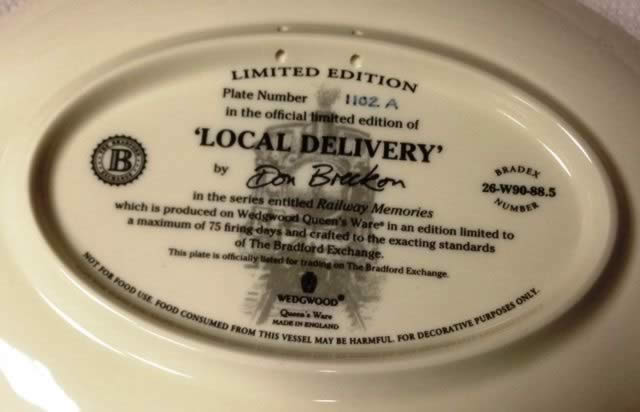 LIMITED EDITION
Plate Number 1102 A
in the official limited edition of
'LOCAL DELIVERY'
by Don Breckon
in the series entitled Railway Memories
which is produced on Wedgwood Queen's Ware® in an edition limited to
a maximum of 75 firing days and crafted to the exacting standards
of The Bradford Exchange.
This plate is officially listed for trading on The Bradford Exchange.
WEDGWOOD®
Queen's Ware
MADE IN ENGLAND
NOT FOR FOOD USE. FOOD CONSUMED FROM THIS VESSEL MAY BE HARMFUL. FOR DECORATIVE PURPOSES ONLY.
B
BRADEX
26-W90-88.5
NUMBER